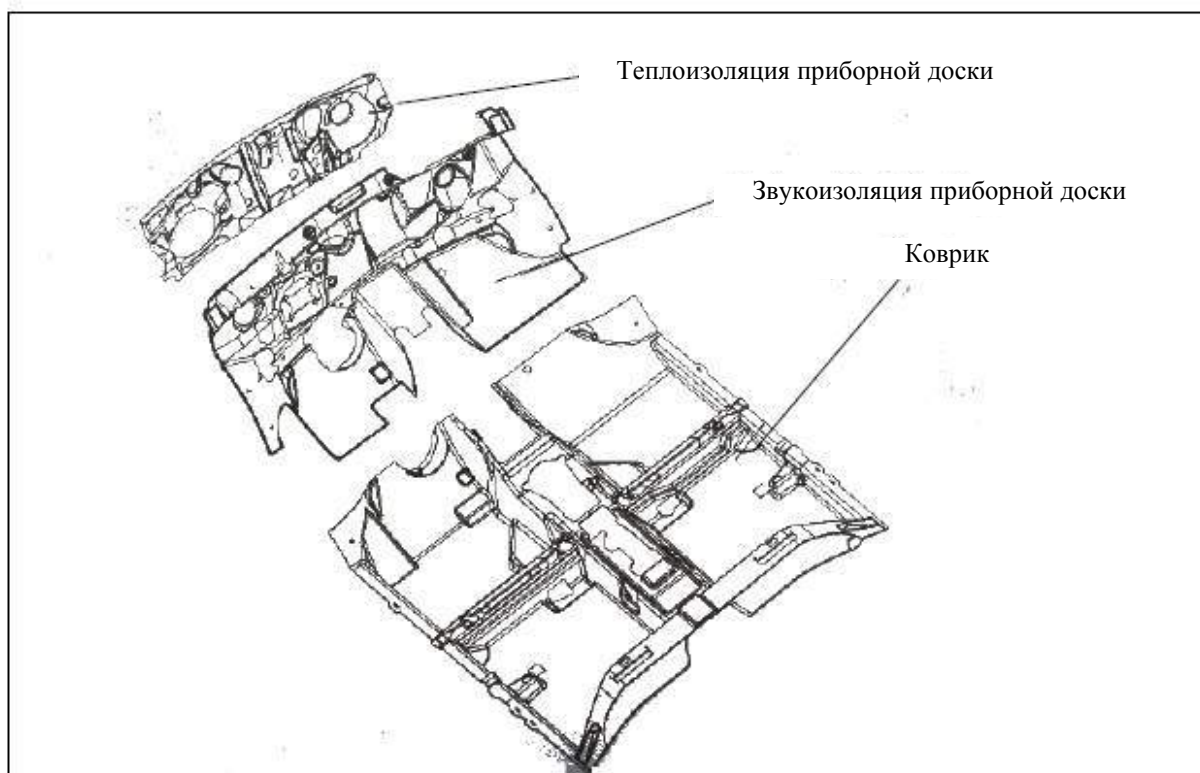 Теплоизоляция приборной доски
Звукоизоляция приборной доски
Коврик